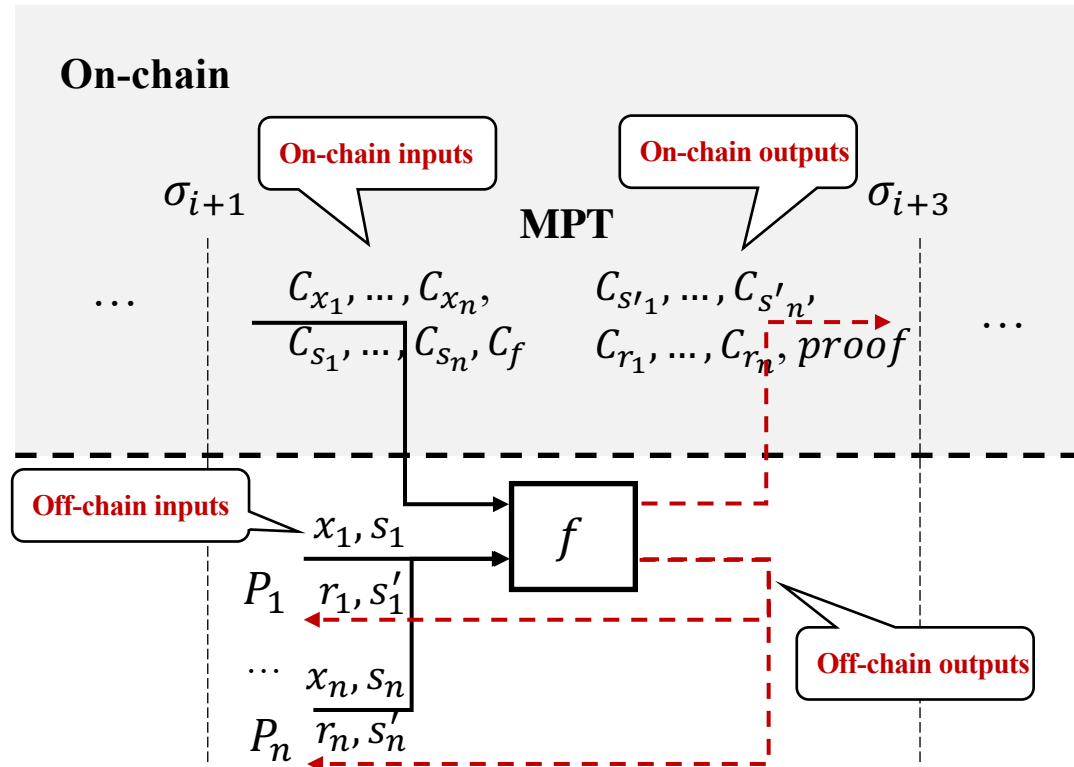 On-chain
On-chain inputs
On-chain outputs
σ_{i+1}
σ_{i+3}
MPT
...
C_{x_1}, ..., C_{x_n},
C_{s_1}, ..., C_{s_n}, C_f
C_{s'_1}, ..., C_{s'_n},
C_{r_1}, ..., C_{r_n}, proof
...
Off-chain inputs
x_1, s_1
f
P_1
r_1, s'_1
...
x_n, s_n
Off-chain outputs
P_n
r_n, s'_n